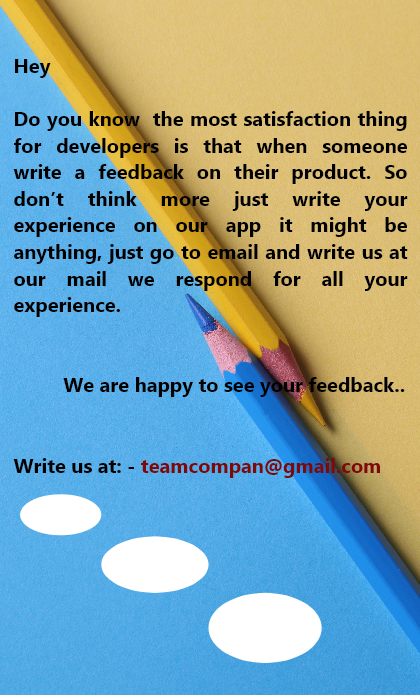 Hey
Do you know the most satisfaction thing
for developers is that when someone
write a feedback on their product. So
don't think more just write your
experience on our app it might be
anything, just go to email and write us at
our mail we respond for all your
experience.
We are happy to see your feedback..
Write us at: - teamcompan@gmail.com